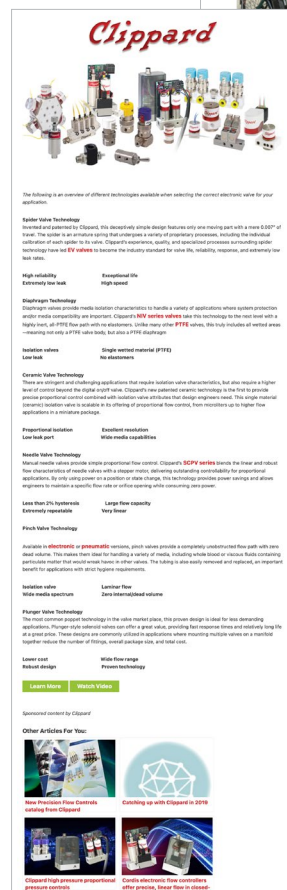 Clippard
The following is an overview of different technologies available when selecting the correct electronic valve for your
application.
Spider Valve Technology
Invented and patented by Clippard, this deceptively simple design features only one moving part with a mere 0.007" of
travel. The spider is an armature spring that undergoes a variety of proprietary processes, including the individual
calibration of each spider to its valve. Clippard's experience, quality, and specialized processes surrounding spider
technology have led EV valves to become the industry standard for valve life, reliability, response, and extremely low
leak rates.
High reliability Exceptional life
Extremely low leak High speed
Diaphragm Technology
Diaphragm valves provide media isolation characteristics to handle a variety of applications where system protection
and/or media compatibility are important. Clippard's NIV series valves take this technology to the next level with a
highly inert, all-PTFE flow path with no elastomers. Unlike many other PTFE valves, this truly includes all wetted areas
—meaning not only a PTFE valve body, but also a PTFE diaphragm
Isolation valves Single wetted material (PTFE)
Low leak No elastomers
Ceramic Valve Technology
There are stringent and challenging applications that require isolation valve characteristics, but also require a higher
level of control beyond the digital a/off valve. Clippard's new patented ceramic technology is the first to provide
precise proportional control combined with isolation valve attributes that design engineers need. This single material
(ceramic) isolation valve is scalable in its offering of proportional flow control, from microliters up to higher flow
applications in a miniature package.
Proportional isolation Excellent resolution
Low leak port Wide media capabilities
Needle Valve Technology
Manual needle valves provide simple proportional flow control. Clippard's SCPV series blends the linear and robust
flow characteristics of needle valves with a stepper motor, delivering outstanding controllability for proportional
applications. By only using power on a position or state change, this technology provides power savings and allows
engineers to maintain a specific flow rate or orifice opening while consuming zero power.
Less than 2% hysteresis Large flow capacity
Extremely repeatable Very linear
Pinch Valve Technology
Available in electronic or pneumatic versions, pinch valves provide a completely unobstructed flow path with zero
dead volume. This makes them ideal for handling a variety of media, including whole blood or viscous fluids containing
particulate matter that would wreak havoc in other valves. The tubing is also easily removed and replaced, an important
benefit for applications with strict hygiene requirements.
Isolation valve Laminar flow
Wide media spectrum Zero internal/dead volume
Plunger Valve Technology
The most common poppet technology in the valve market place, this proven design is ideal for less demanding
applications. Plunger-style solenoid valves can offer a great value, providing fast response times and relatively long life
at a great price. These designs are commonly utilized in applications where mounting multiple valves on a manifold
together reduce the number of fittings, overall package size, and total cost.
Lower cost Wide flow range
Robust design Proven technology
Learn More Watch Video
Sponsored content by Clippard
Other Articles For You:
New Precision Flow Controls
catalog from Clippard
Catching up with Clippard in 2019
Clippard high pressure proportional
pressure controls
Cordis electronic flow controllers
offer precise, linear flow in closed-